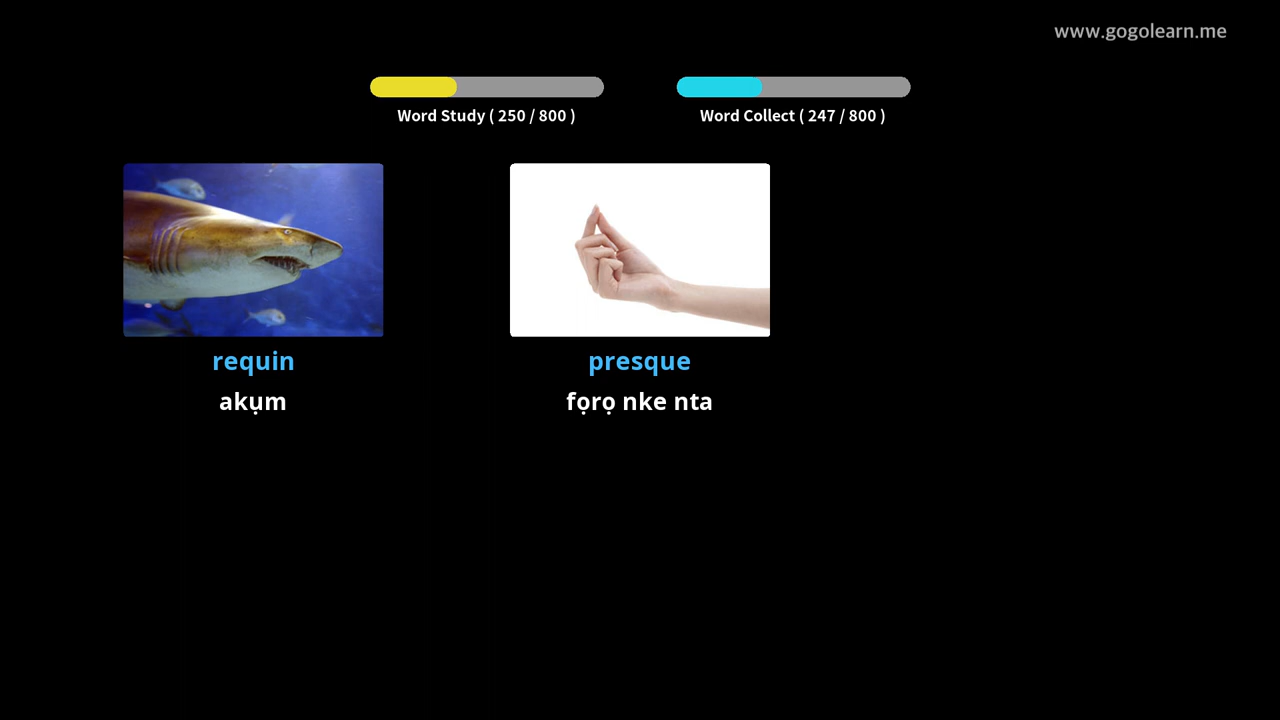 www.gogolearn.me
Word Study ( 250 / 800 )
Word Collect ( 247 / 800 )
requin
presque
akụm
fọrọ nke nta